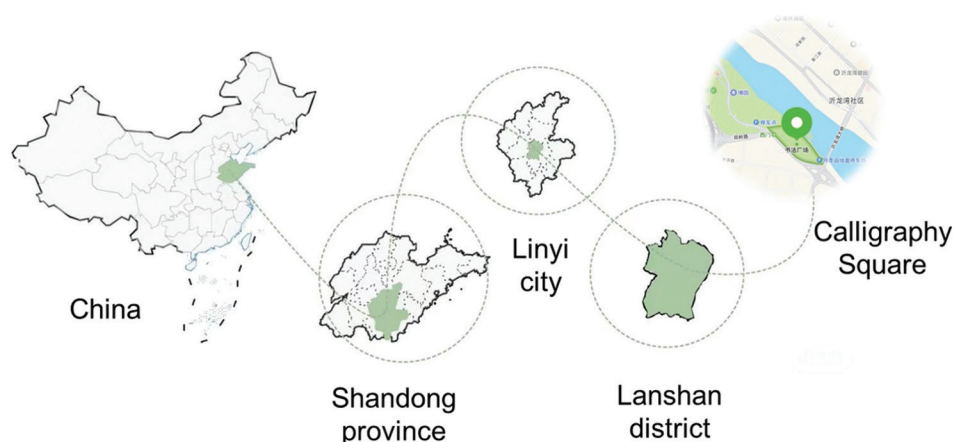 China
Shandong
province
Linyi
city
Lanshan
district
Calligraphy
Square
沂龙湾社区
书法广场